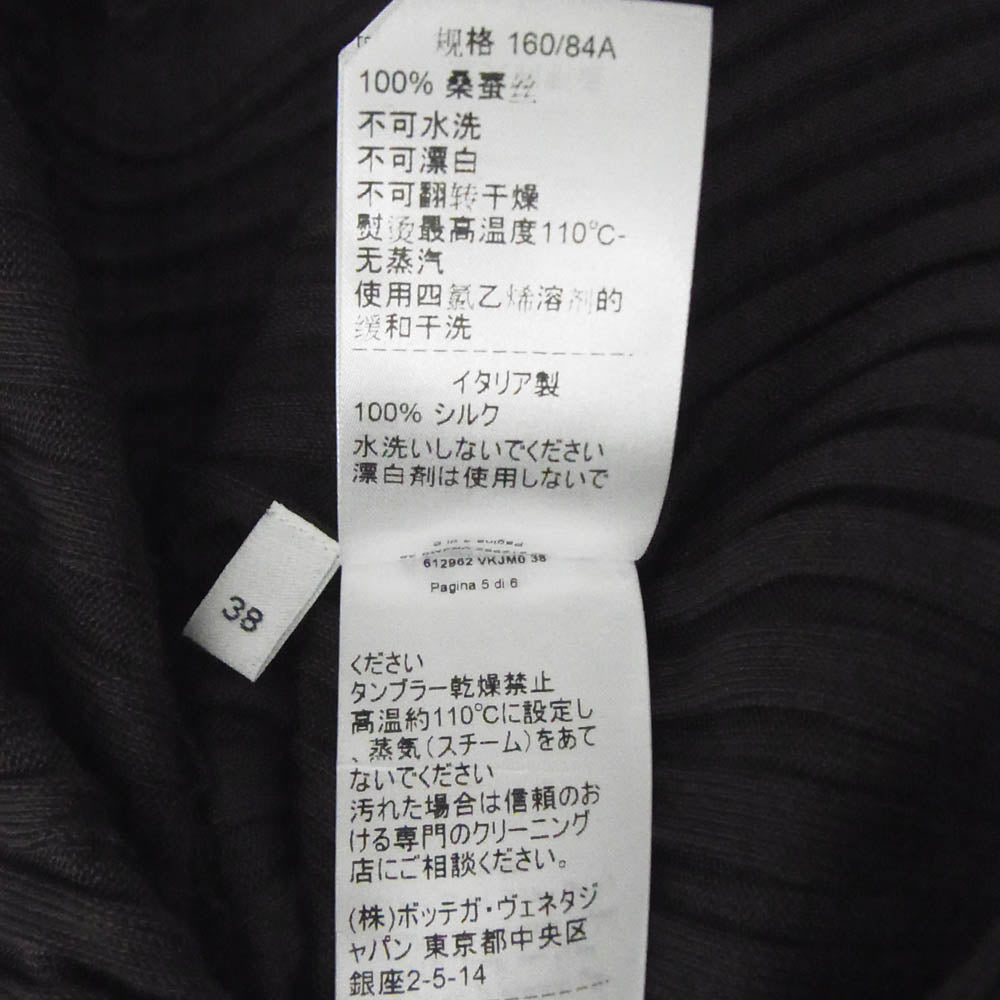 规格 160/84A
100% 桑蚕丝
不可水洗
不可漂白
不可翻转干燥
熨烫最高温度110℃-
无蒸汽
使用四氯乙烯溶剂的
缓和干洗
イタリア製
100% シルク
水洗いしないでください
漂白剤は使用しないで
612962 VKJM0 38
Pagina 5 di 6
38
ください
タンブラー乾燥禁止
高温約110℃に設定し
、蒸気(スチーム)をあて
ないでください
汚れた場合は信頼のお
ける専門のクリーニング
店にご相談ください。
(株)ボッテガ・ヴェネタジ
ャパン 東京都中央区
銀座2-5-14